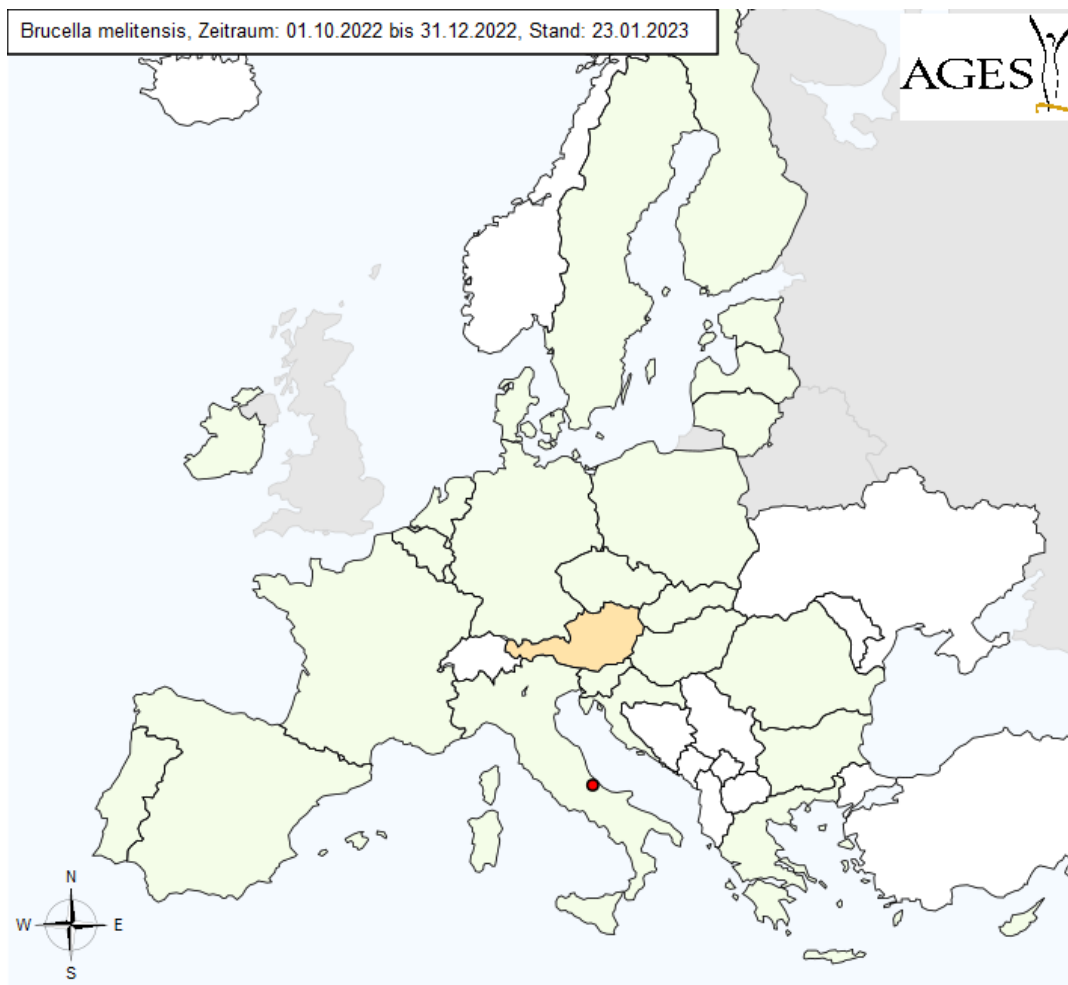 Brucella melitensis, Zeitraum: 01.10.2022 bis 31.12.2022, Stand: 23.01.2023
AGES
N
W E
S